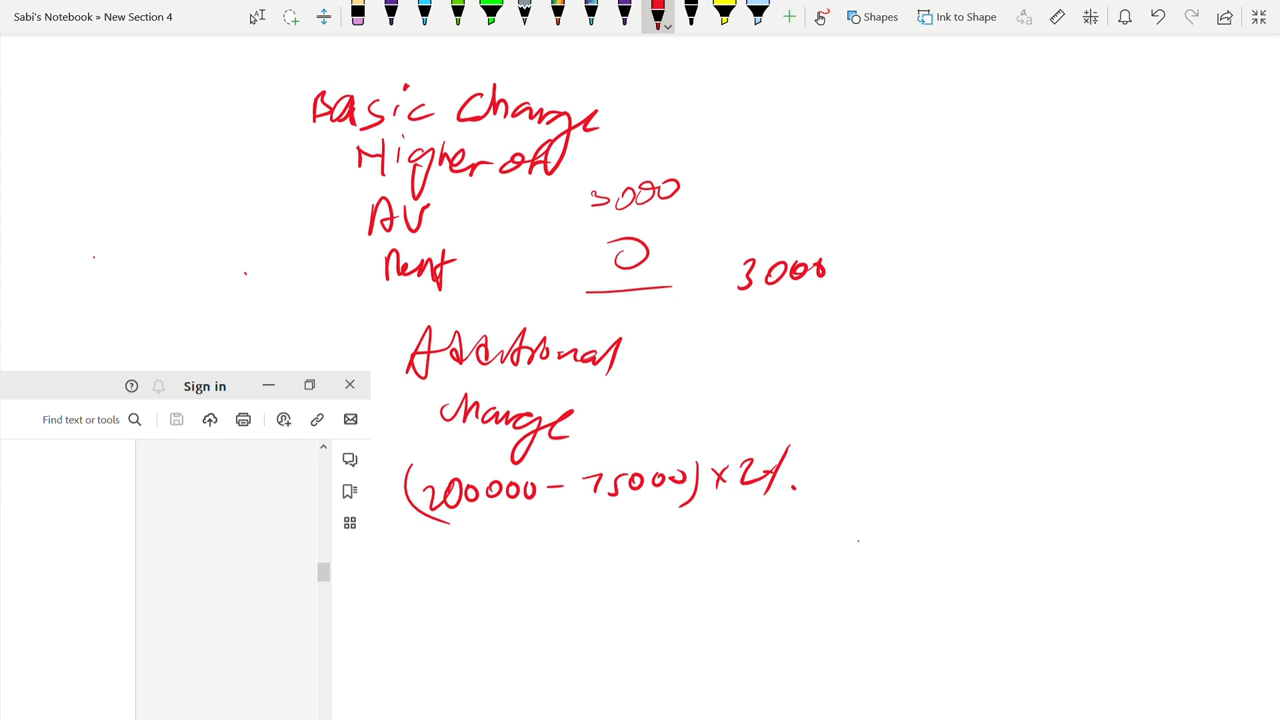 Sabi's Notebook » New Section 4
Shapes
Ink to Shape
Basic Charge
Higher of
3000
AV
0
Rent
3000
Additional
Sign in
charge
Find text or tools
(200000 - 75000) × 2%.